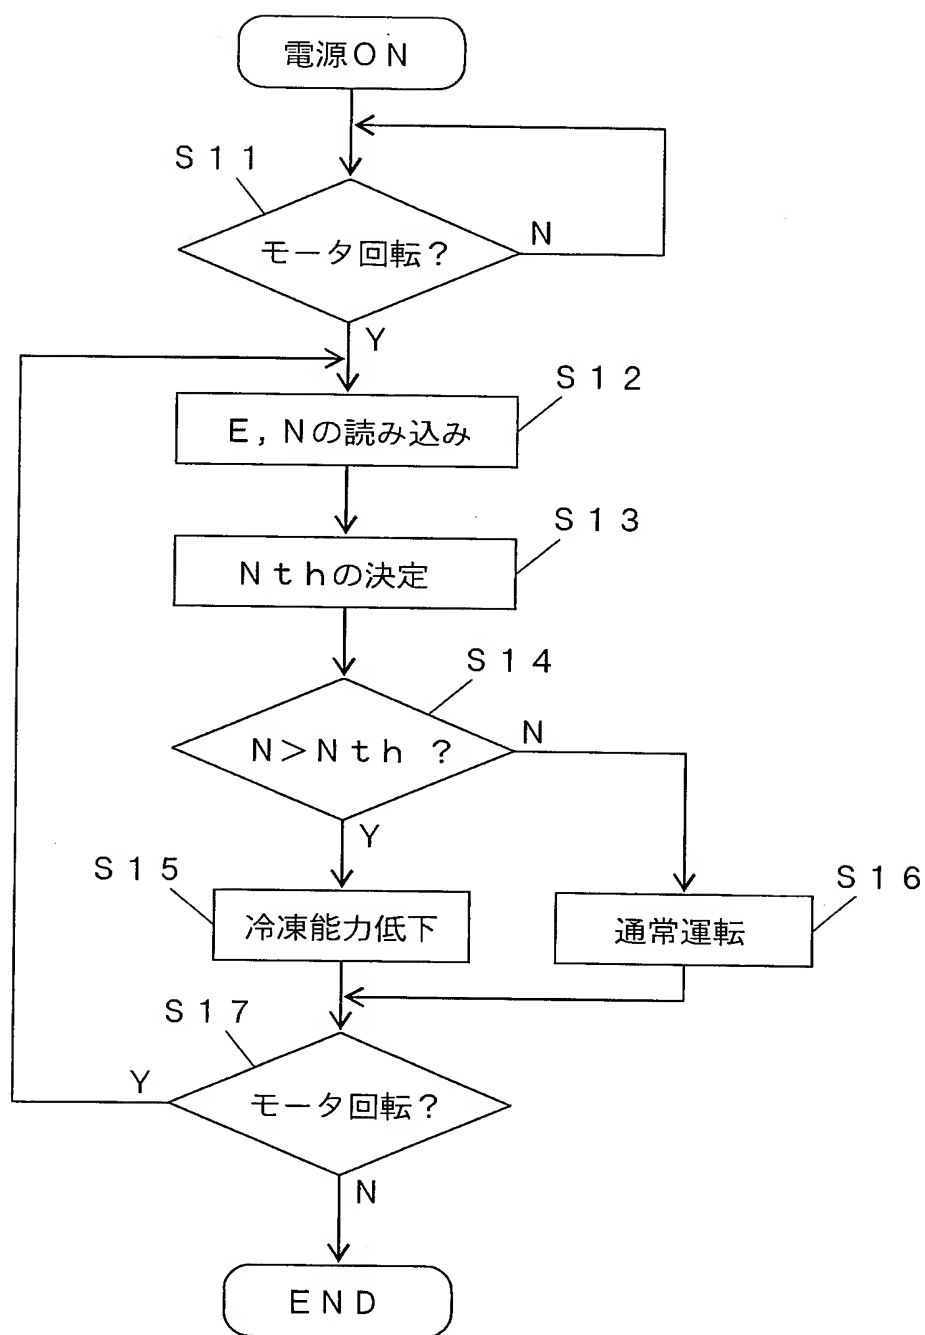 電源ON
S11
モータ回転?
N
Y
S12
E,Nの読み込み
S13
Nthの決定
S14
N>Nth ?
N
Y
S15
冷凍能力低下
S16
通常運転
S17
モータ回転?
Y
N
END